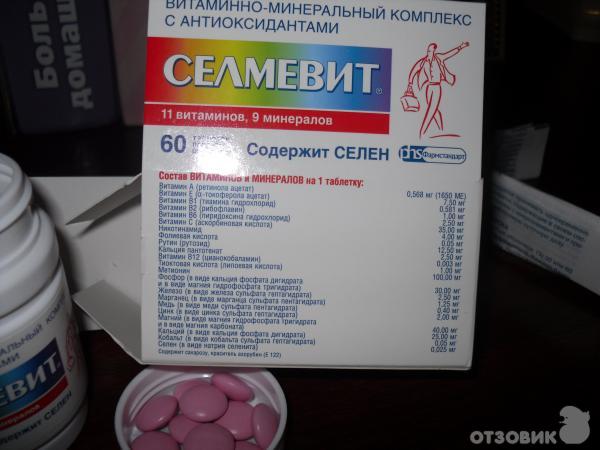 Боль
домаш
ВИТАМИННО-МИНЕРАЛЬНЫЙ КОМПЛЕКС
С АНТИОКСИДАНТАМИ
СЕЛМЕВИТ®
11 витаминов, 9 минералов
60
Содержит СЕЛЕН
phs Фармстандарт
Состав ВИТАМИНОВ и МИНЕРАЛОВ на 1 таблетку:
Витамин А (ретинола ацетат) 0,568 мг (1650 МЕ)
Витамин Е (α-токоферола ацетат) 7,50 мг
Витамин В1 (тиамина гидрохлорид) 0,581 мг
Витамин В2 (рибофлавин) 1,00 мг
Витамин В6 (пиридоксина гидрохлорид) 2,50 мг
Витамин С (аскорбиновая кислота) 35,00 мг
Никотинамид 4,00 мг
Фолиевая кислота 0,05 мг
Рутин (рутозид) 12,50 мг
Кальция пантотенат 2,50 мг
Витамин В12 (цианокобаламин) 0,003 мг
Тиоктовая кислота (липоевая кислота) 1,00 мг
Метионин 100,00 мг
Фосфор (в виде кальция фосфата дигидрата
и в виде магния гидрофосфата тригидрата) 30,00 мг
Железо (в виде железа сульфата гептагидрата) 2,50 мг
Марганец (в виде марганца сульфата пентагидрата) 1,25 мг
Медь (в виде меди сульфата пентагидрата) 0,40 мг
Цинк (в виде цинка сульфата гептагидрата) 2,00 мг
Магний (в виде магния гидрофосфата тригидрата
и в виде магния карбоната) 40,00 мг
Кальций (в виде кальция фосфата дигидрата) 25,00 мг
Кобальт (в виде кобальта сульфата гептагидрата) 0,05 мг
Селен (в виде натрия селенита) 0,025 мг
Содержит сахарозу, краситель азорубин (Е 122)
МИНЕРАЛЬНЫЙ КОМПЛЕКС
МЕВИТ®
минералов
держит СЕЛЕН
ОТЗОВИК